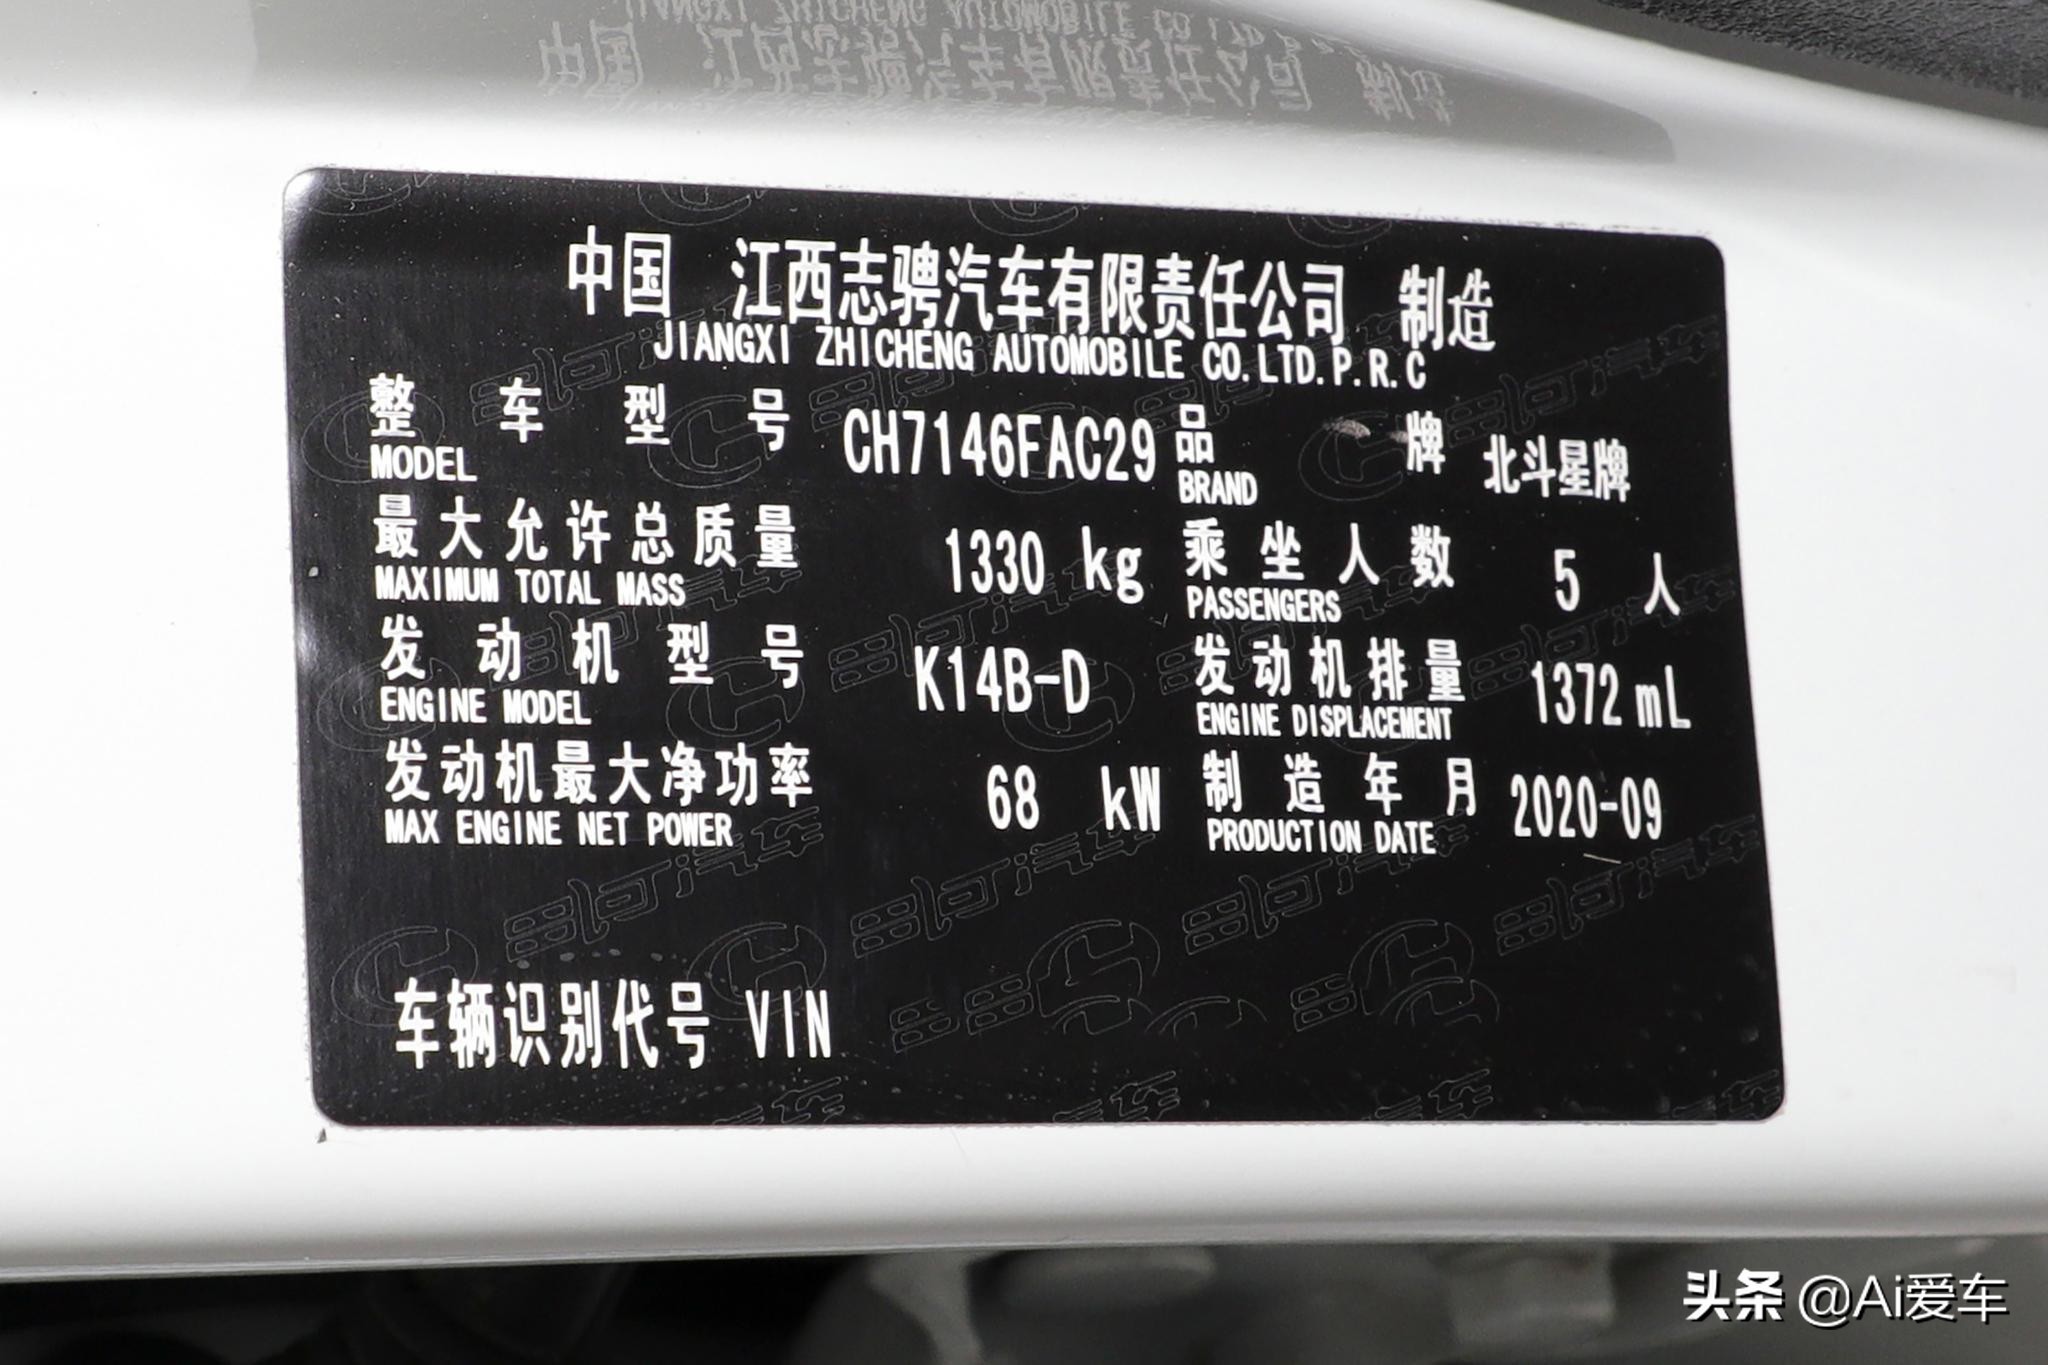 中国 江西志骋汽车有限责任公司 制造
JIANGXI ZHICHENG AUTOMOBILE CO.LTD.P.R.C
整车型号 CH7146FAC29 品牌 北斗星牌
MODEL BRAND
最大允许总质量 1330 kg 乘坐人数 5 人
MAXIMUM TOTAL MASS PASSENGERS
发动机型号 K14B-D 发动机排量 1372 mL
ENGINE MODEL ENGINE DISPLACEMENT
发动机最大净功率 68 kW 制造年月 2020-09
MAX ENGINE NET POWER PRODUCTION DATE
车辆识别代号 VIN
头条 @Ai爱车